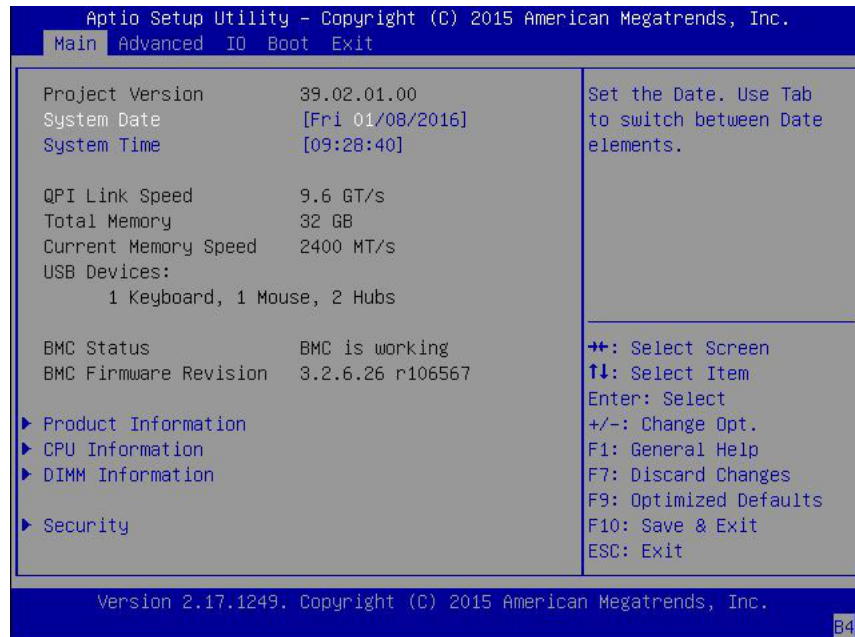 Aptio Setup Utility – Copyright (C) 2015 American Megatrends, Inc.
Main Advanced IO Boot Exit
Project Version 39.02.01.00
System Date [Fri 01/08/2016]
System Time [09:28:40]
QPI Link Speed 9.6 GT/s
Total Memory 32 GB
Current Memory Speed 2400 MT/s
USB Devices:
1 Keyboard, 1 Mouse, 2 Hubs
BMC Status BMC is working
BMC Firmware Revision 3.2.6.26 r106567
Product Information
CPU Information
DIMM Information
Security
Set the Date. Use Tab
to switch between Date
elements.
→←: Select Screen
↑↓: Select Item
Enter: Select
+/-: Change Opt.
F1: General Help
F7: Discard Changes
F9: Optimized Defaults
F10: Save & Exit
ESC: Exit
Version 2.17.1249. Copyright (C) 2015 American Megatrends, Inc.
B4